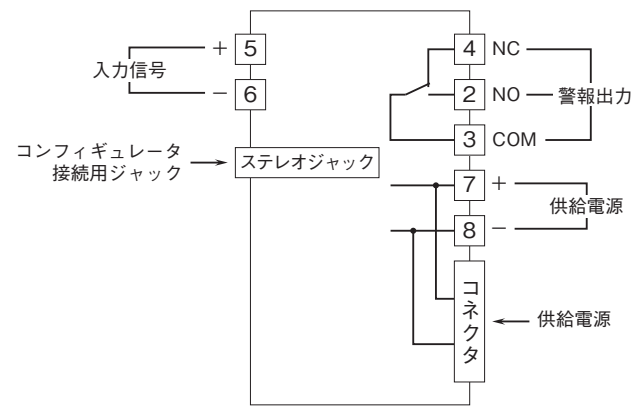 入力信号
+ 5
− 6
コンフィギュレータ
接続用ジャック
ステレオジャック
4 NC
2 NO
3 COM
警報出力
7 +
8 −
供給電源
コネクタ
供給電源